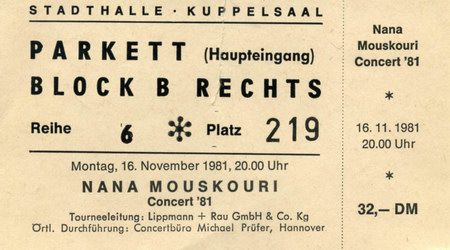 STADTHALLE · KUPPELSAAL
PARKETT (Haupteingang)
BLOCK B RECHTS
Reihe 6 * Platz 219
Montag, 16. November 1981, 20.00 Uhr
NANA MOUSKOURI
Concert '81
Tourneeleitung: Lippmann + Rau GmbH & Co. Kg
Örtl. Durchführung: Concertbüro Michael Prüfer, Hannover
Nana
Mouskouri
Concert '81
*
16. 11. 1981
20.00 Uhr
*
32,— DM